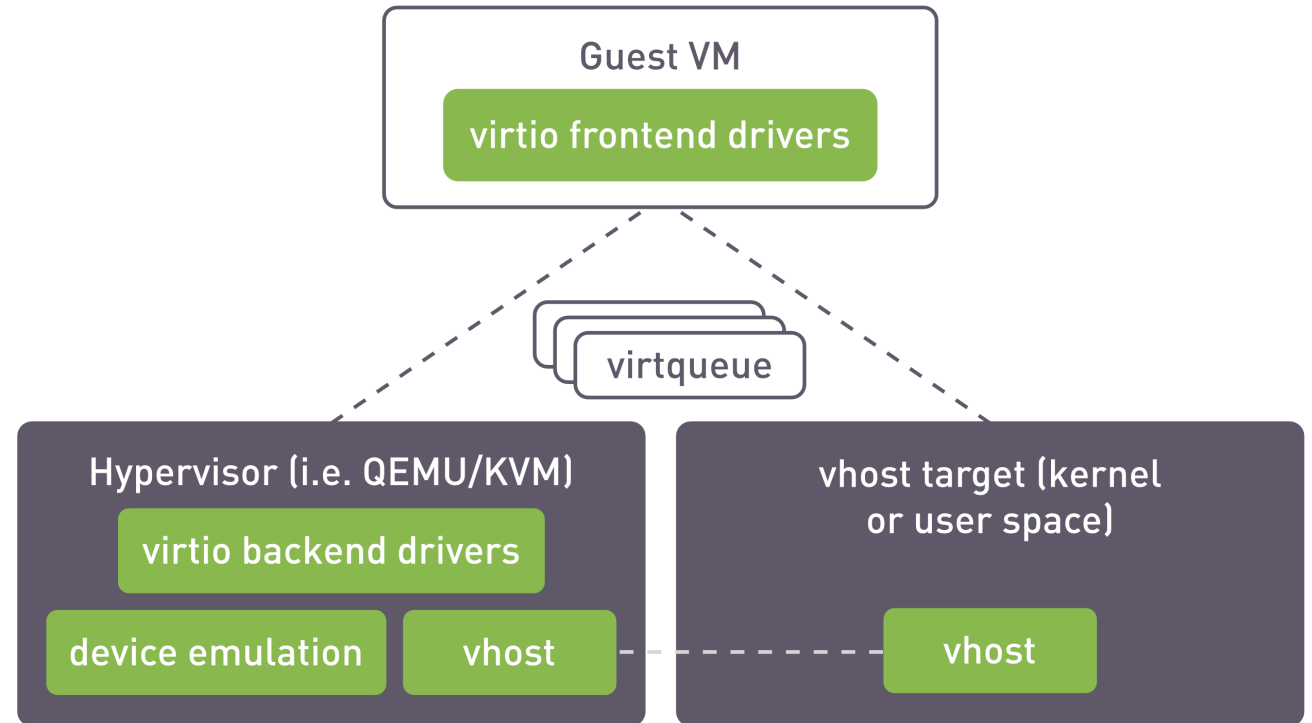 Guest VM
virtio frontend drivers
virtqueue
Hypervisor (i.e. QEMU/KVM)
virtio backend drivers
device emulation
vhost
vhost target (kernel
or user space)
vhost